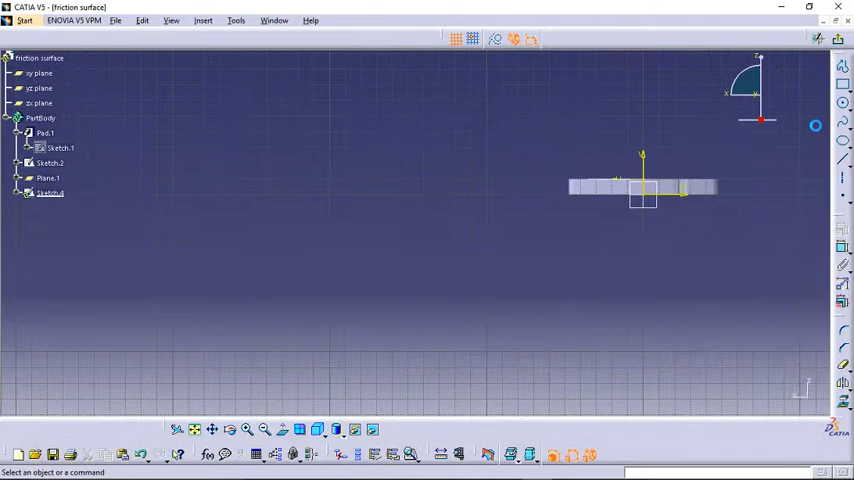 CATIA V5 - [friction surface]
Start ENOVIA V5 VPM File Edit View Insert Tools Window Help
friction surface
xy plane
yz plane
zx plane
PartBody
Pad.1
Sketch.1
Sketch.2
Plane.1
Sketch.4
z
x
y
z
x
CATIA
Select an object or a command